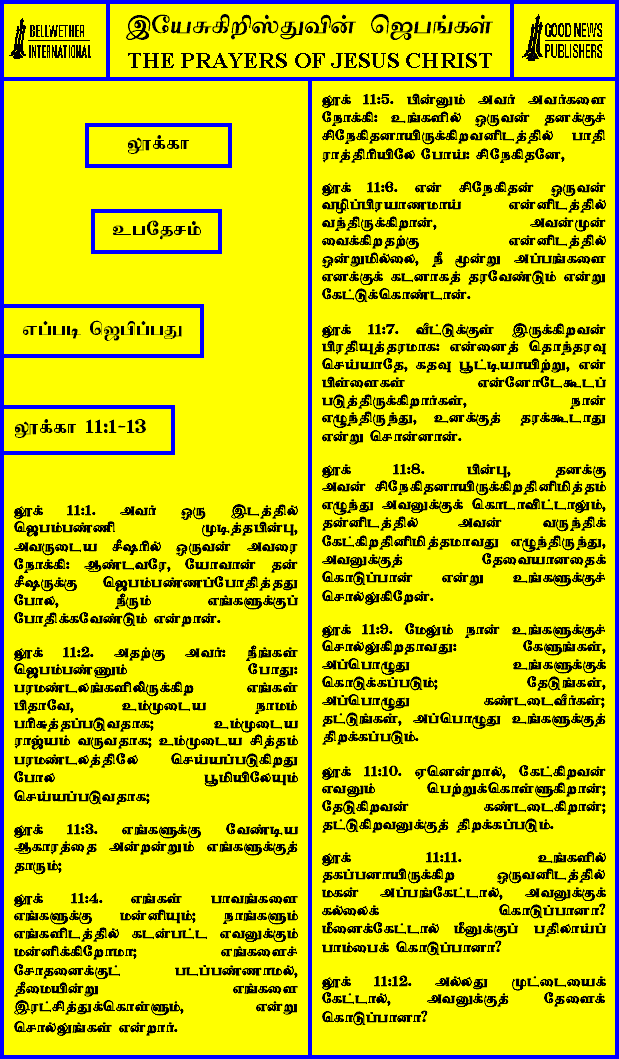 BELLWETHER
INTERNATIONAL
இயேசுகிறிஸ்துவின் ஜெபங்கள்
THE PRAYERS OF JESUS CHRIST
GOOD NEWS
PUBLISHERS
லூக்கா
உபதேசம்
எப்படி ஜெபிப்பது
லூக்கா 11:1-13
லூக் 11:1. அவர் ஒரு இடத்தில்
ஜெபம்பண்ணி முடித்தபின்பு,
அவருடைய சீஷரில் ஒருவன் அவரை
நோக்கி: ஆண்டவரே, யோவான் தன்
சீஷருக்கு ஜெபம்பண்ணப்போதித்தது
போல, நீரும் எங்களுக்குப்
போதிக்கவேண்டும் என்றான்.
லூக் 11:2. அதற்கு அவர்: நீங்கள்
ஜெபம்பண்ணும் போது:
பரமண்டலங்களிலிருக்கிற எங்கள்
பிதாவே, உம்முடைய நாமம்
பரிசுத்தப்படுவதாக; உம்முடைய
ராஜ்யம் வருவதாக; உம்முடைய சித்தம்
பரமண்டலத்திலே செய்யப்படுகிறது
போல பூமியிலேயும்
செய்யப்படுவதாக;
லூக் 11:3. எங்களுக்கு வேண்டிய
ஆகாரத்தை அன்றன்றும் எங்களுக்குத்
தாரும்;
லூக் 11:4. எங்கள் பாவங்களை
எங்களுக்கு மன்னியும்; நாங்களும்
எங்களிடத்தில் கடன்பட்ட எவனுக்கும்
மன்னிக்கிறோமா; எங்களைச்
சோதனைக்குட் படப்பண்ணாமல்,
தீமையின்று எங்களை
இரட்சித்துக்கொள்ளும், என்று
சொல்லுங்கள் என்றார்.
லூக் 11:5. பின்னும் அவர் அவர்களை
நோக்கி: உங்களில் ஒருவன் தனக்குச்
சிநேகிதனாயிருக்கிறவனிடத்தில் பாதி
ராத்திரியிலே போய்: சிநேகிதனே,
லூக் 11:6. என் சிநேகிதன் ஒருவன்
வழிப்பிரயாணமாய் என்னிடத்தில்
வந்திருக்கிறான், அவன்முன்
வைக்கிறதற்கு என்னிடத்தில்
ஒன்றுமில்லை, நீ மூன்று அப்பங்களை
எனக்குக் கடனாகத் தரவேண்டும் என்று
கேட்டுக்கொண்டான்.
லூக் 11:7. வீட்டுக்குள் இருக்கிறவன்
பிரதியுத்தரமாக: என்னைத் தொந்தரவு
செய்யாதே, கதவு பூட்டியாயிற்று, என்
பிள்ளைகள் என்னோடேகூடப்
படுத்திருக்கிறார்கள், நான்
எழுந்திருந்து, உனக்குத் தரக்கூடாது
என்று சொன்னான்.
லூக் 11:8. பின்பு, தனக்கு
அவன் சிநேகிதனாயிருக்கிறதினிமித்தம்
எழுந்து அவனுக்குக் கொடாவிட்டாலும்,
தன்னிடத்தில் அவன் வருந்திக்
கேட்கிறதினிமித்தமாவது எழுந்திருந்து,
அவனுக்குத் தேவையானதைக்
கொடுப்பான் என்று உங்களுக்குச்
சொல்லுகிறேன்.
லூக் 11:9. மேலும் நான் உங்களுக்குச்
சொல்லுகிறதாவது: கேளுங்கள்,
அப்பொழுது உங்களுக்குக்
கொடுக்கப்படும்; தேடுங்கள்,
அப்பொழுது கண்டடைவீர்கள்;
தட்டுங்கள், அப்பொழுது உங்களுக்குத்
திறக்கப்படும்.
லூக் 11:10. ஏனென்றால், கேட்கிறவன்
எவனும் பெற்றுக்கொள்ளுகிறான்;
தேடுகிறவன் கண்டடைகிறான்;
தட்டுகிறவனுக்குத் திறக்கப்படும்.
லூக் 11:11. உங்களில்
தகப்பனாயிருக்கிற ஒருவனிடத்தில்
மகன் அப்பங்கேட்டால், அவனுக்குக்
கல்லைக் கொடுப்பானா?
மீனைக்கேட்டால் மீனுக்குப் பதிலாய்ப்
பாம்பைக் கொடுப்பானா?
லூக் 11:12. அல்லது முட்டையைக்
கேட்டால், அவனுக்குத் தேளைக்
கொடுப்பானா?